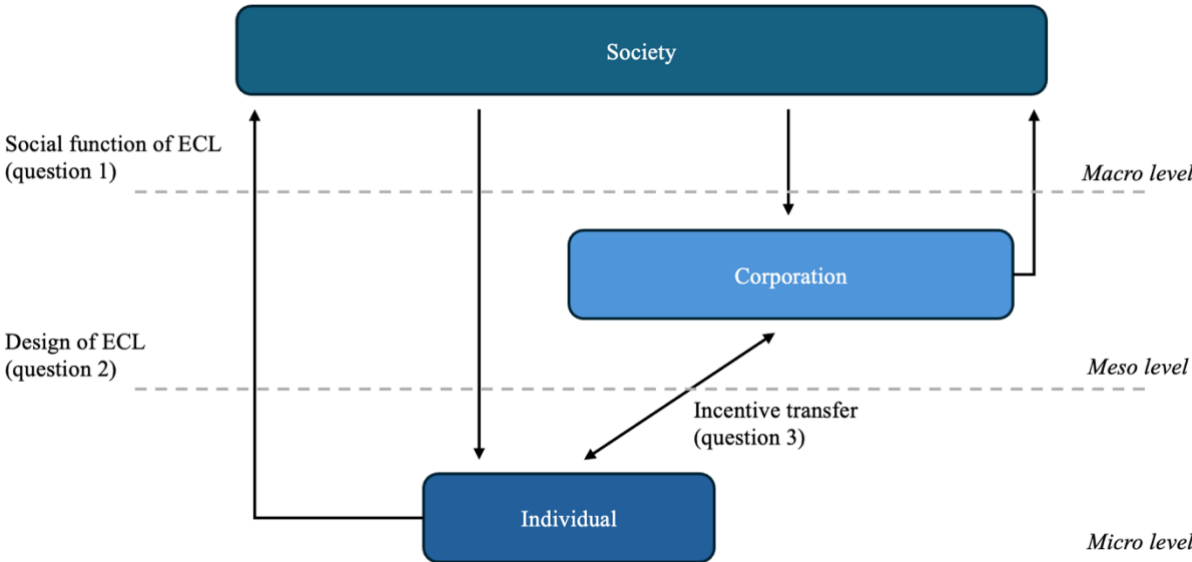 Society
Social function of ECL
(question 1)
Macro level
Corporation
Design of ECL
(question 2)
Meso level
Incentive transfer
(question 3)
Individual
Micro level